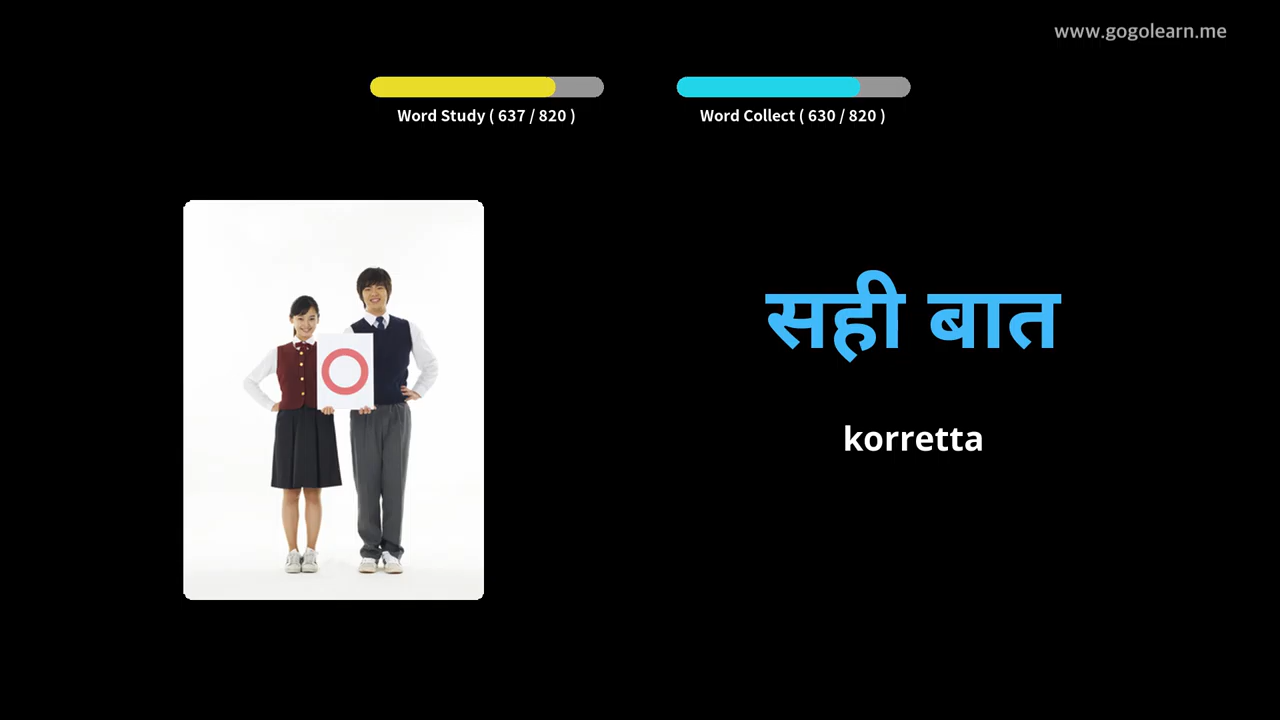 www.gogolearn.me
Word Study ( 637 / 820 )
Word Collect ( 630 / 820 )
सही बात
korretta